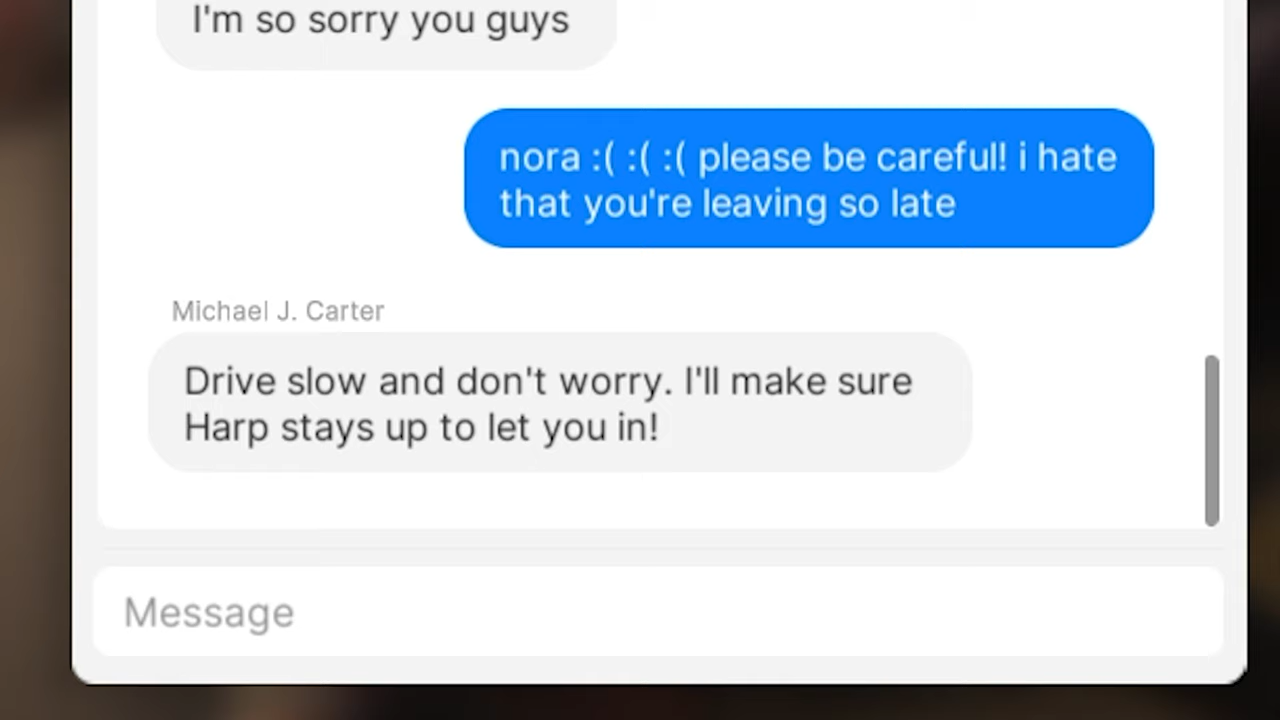 I'm so sorry you guys
nora :( :( :( please be careful! i hate
that you're leaving so late
Michael J. Carter
Drive slow and don't worry. I'll make sure
Harp stays up to let you in!
Message